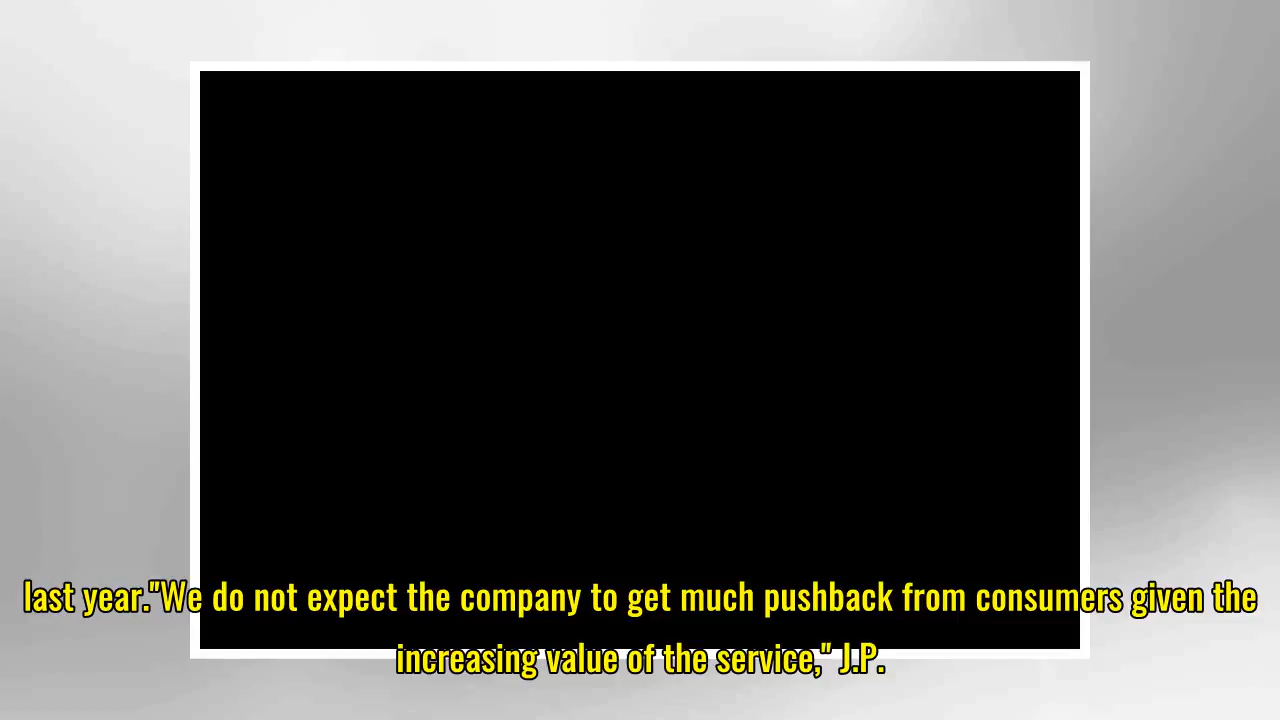 last year."We do not expect the company to get much pushback from consumers given the
increasing value of the service," J.P.